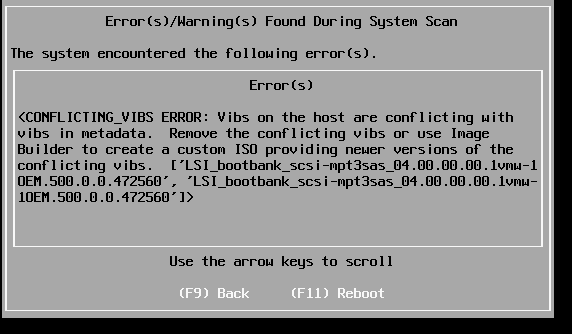 Error(s)/Warning(s) Found During System Scan
The system encountered the following error(s).
Error(s)
<CONFLICTING_VIBS ERROR: Vibs on the host are conflicting with
vibs in metadata.  Remove the conflicting vibs or use Image
Builder to create a custom ISO providing newer versions of the
conflicting vibs.  ['LSI_bootbank_scsi-mpt3sas_04.00.00.00.1vmw-1
OEM.500.0.0.472560', 'LSI_bootbank_scsi-mpt3sas_04.00.00.00.1vmw-
1OEM.500.0.0.472560']>
Use the arrow keys to scroll
(F9) Back     (F11) Reboot